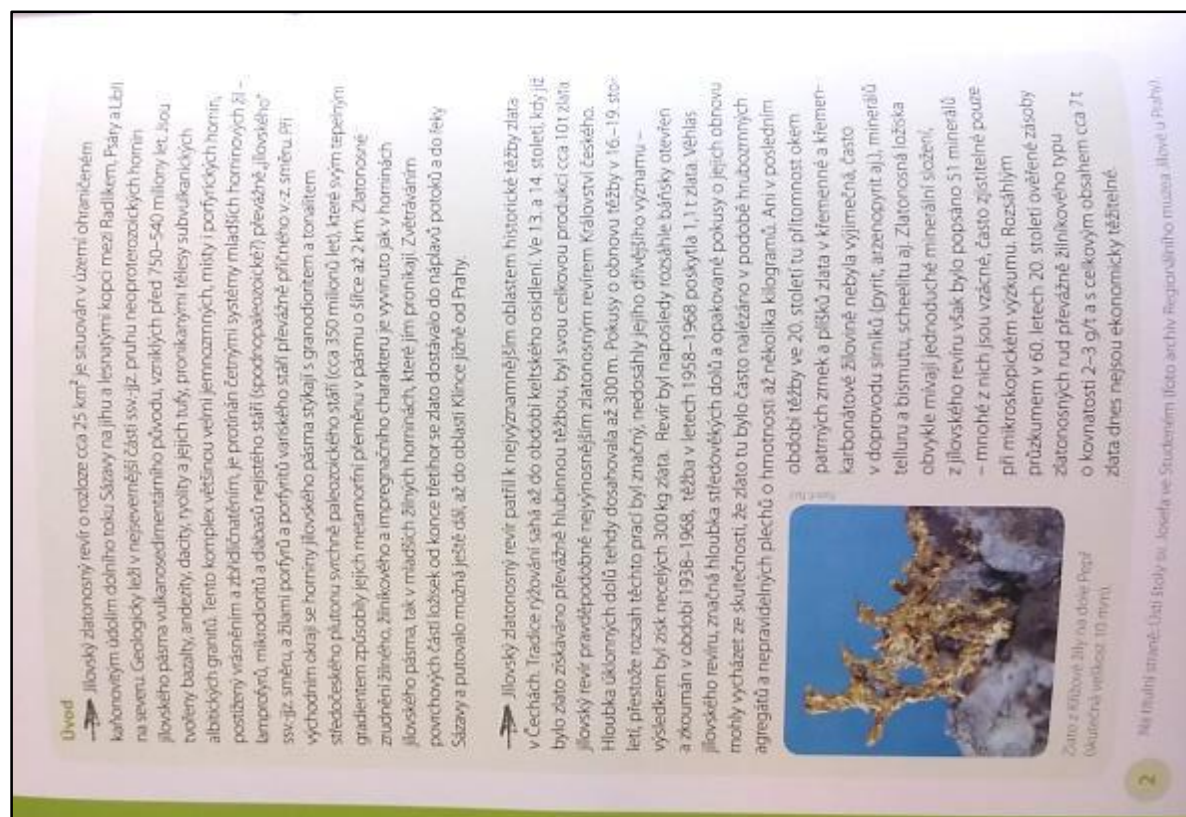 Úvod
Jílovský zlatonosný revír o rozloze cca 25 km² je situován v území ohraničeném
kaňonovitým údolím dolního toku Sázavy na jihu a lesnatými kopci mezi Radlíkem, Psáry a Libří
na severu. Geologicky leží v nejsevernější části ssv.-jjz. pruhu neoproterozoických hornin
jílovského pásma vulkanosedimentárního původu, vzniklých před 750–540 miliony let. Jsou
tvořeny bazalty, andezity, dacity, ryolity a jejich tufy, pronikanými tělesy subvulkanických
albitických granitů. Tento komplex většinou velmi jemnozrnných, místy i porfyrických hornin,
postižený vrásněním a zbřidličnatěním, je protínán četnými systémy mladších horninových žil –
lamprofyrů, mikrodioritů a diabasů nejistého stáří (spodnopaleozoické?) převážně „jílovského"
ssv.-jjz. směru, a žilami porfyrů a porfyritů variského stáří převážně příčného v.-z. směru. Při
východním okraji se horniny jílovského pásma stýkají s granodioritem a tonalitem
středočeského plutonu svrchně paleozoického stáří (cca 350 milionů let), které svým tepelným
gradientem způsobily jejich metamorfní přeměnu v pásmu o šířce až 2 km. Zlatonosné
zrudnění žilného, žilníkového a impregnačního charakteru je vyvinuto jak v horninách
jílovského pásma, tak v mladších žilných horninách, které jím pronikají. Zvětráváním
povrchových částí ložisek od konce třetihor se zlato dostávalo do náplavů potoků a do řeky
Sázavy a putovalo možná ještě dál, až do oblasti Klínce jižně od Prahy.
Jílovský zlatonosný revír patřil k nejvýznamnějším oblastem historické těžby zlata
v Čechách. Tradice rýžování sahá až do období keltského osídlení. Ve 13. a 14. století, kdy již
bylo zlato získáváno převážně hlubinnou těžbou, byl svou celkovou produkcí cca 10 t zlata
jílovský revír pravděpodobně nejvýnosnějším zlatonosným revírem Království českého.
Hloubka úklonných dolů tehdy dosahovala až 300 m. Pokusy o obnovu těžby v 16.–19. sto-
letí, přestože rozsah těchto prací byl značný, nedosáhly jejího dřívějšího významu –
výsledkem byl zisk necelých 300 kg zlata. Revír byl naposledy rozsáhle báňsky otevřen
a zkoumán v období 1938–1968, těžba v letech 1958–1968 poskytla 1,1 t zlata. Věhlas
jílovského revíru, značná hloubka středověkých dolů a opakované pokusy o jejich obnovu
mohly vycházet ze skutečnosti, že zlato tu bylo často nalézáno v podobě hrubozrnných
agregátů a nepravidelných plechů o hmotnosti až několika kilogramů. Ani v posledním
období těžby ve 20. století tu přítomnost okem
patrných zrnek a plíšků zlata v křemenné a křemen-
karbonátové žilovině nebyla výjimečná, často
v doprovodu sirníků (pyrit, arzenopyrit aj.), minerálů
telluru a bismutu, scheelitu aj. Zlatonosná ložiska
obvykle mívají jednoduché minerální složení,
z jílovského revíru však bylo popsáno 51 minerálů
– mnohé z nich jsou vzácné, často zjistitelné pouze
při mikroskopickém výzkumu. Rozsáhlým
průzkumem v 60. letech 20. století ověřené zásoby
zlatonosných rud převážně žilníkového typu
o kovnatosti 2–3 g/t a s celkovým obsahem cca 7 t
zlata dnes nejsou ekonomicky těžitelné.
Zlato z Klobásové žíly na dole Pepř
(skutečná velikost 10 mm).
2
Na titulní straně: Ústí štoly sv. Josefa ve Studeném (foto archiv Regionálního muzea Jílové u Prahy).